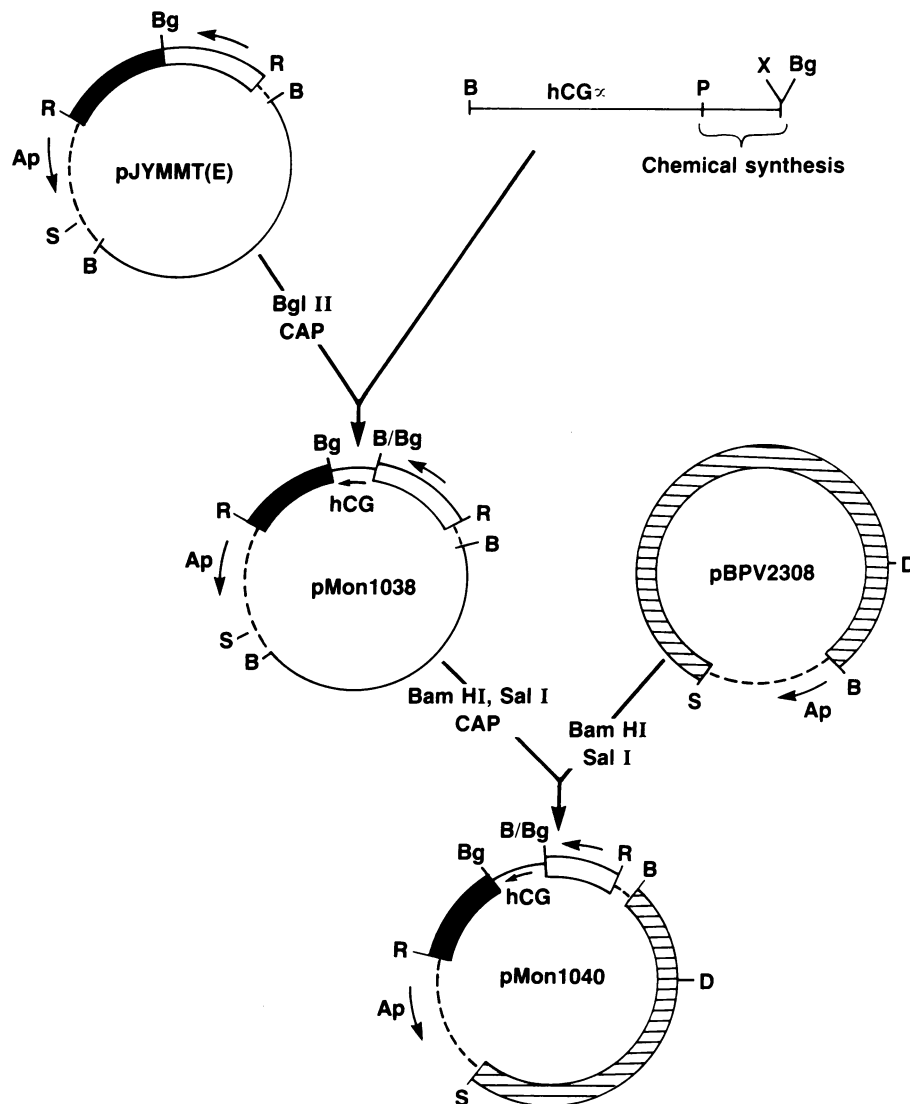 Bg
R
B
R
Ap
pJYMMT(E)
S
B
B
hCG∝
P
X
Bg
Chemical synthesis
Bgl II
CAP
Bg
B/Bg
hCG
R
R
B
Ap
pMon1038
S
B
pBPV2308
D
S
B
Ap
Bam HI, Sal I
CAP
Bam HI
Sal I
B/Bg
Bg
R
B
hCG
R
pMon1040
D
Ap
S